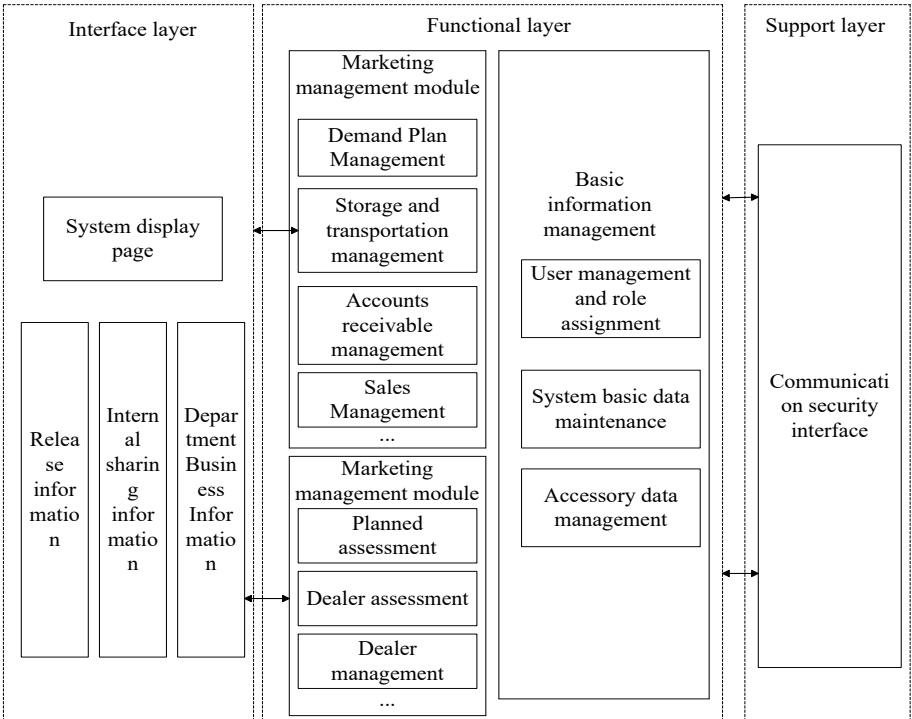 Interface layer
System display
page
Relea
se
infor
matio
n
Intern
al
sharin
g
infor
matio
n
Depar
tment
Busin
ess
Infor
matio
n
Functional layer
Marketing
management module
Demand Plan
Management
Storage and
transportation
management
Accounts
receivable
management
Sales
Management
...
Marketing
management module
Planned
assessment
Dealer assessment
Dealer
management
...
Basic
information
management
User management
and role
assignment
System basic data
maintenance
Accessory data
management
Support layer
Communicati
on security
interface